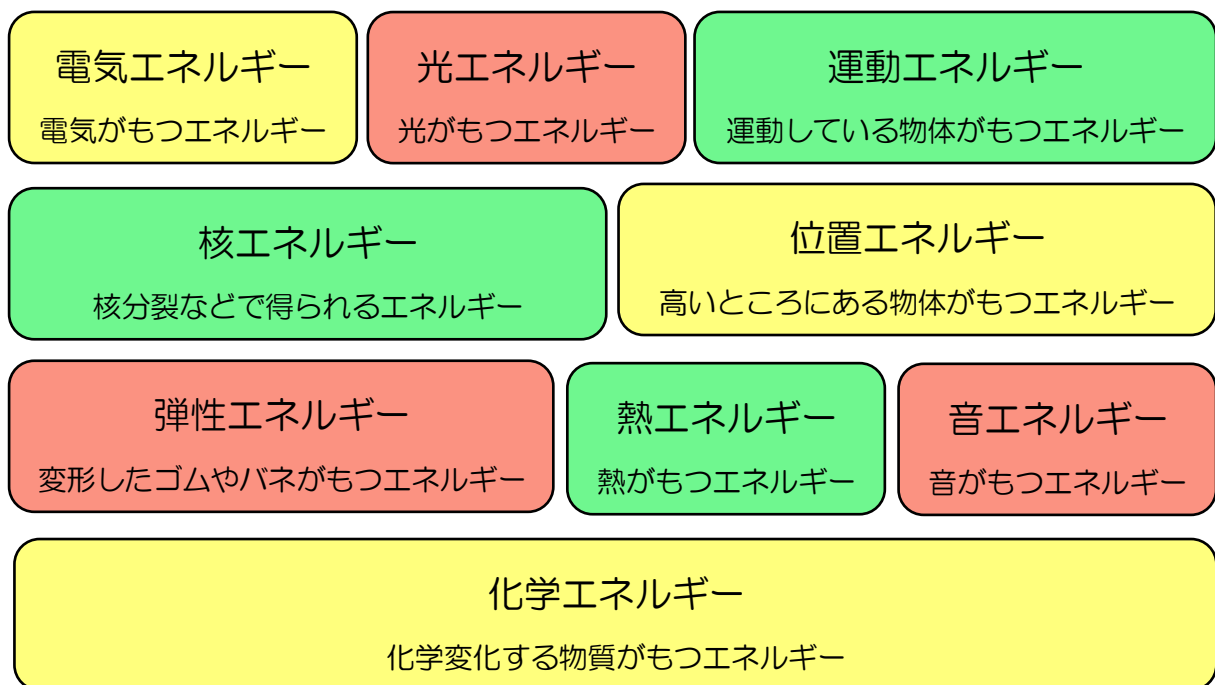 電気エネルギー
電気がもつエネルギー
光エネルギー
光がもつエネルギー
運動エネルギー
運動している物体がもつエネルギー
核エネルギー
核分裂などで得られるエネルギー
位置エネルギー
高いところにある物体がもつエネルギー
弾性エネルギー
変形したゴムやバネがもつエネルギー
熱エネルギー
熱がもつエネルギー
音エネルギー
音がもつエネルギー
化学エネルギー
化学変化する物質がもつエネルギー